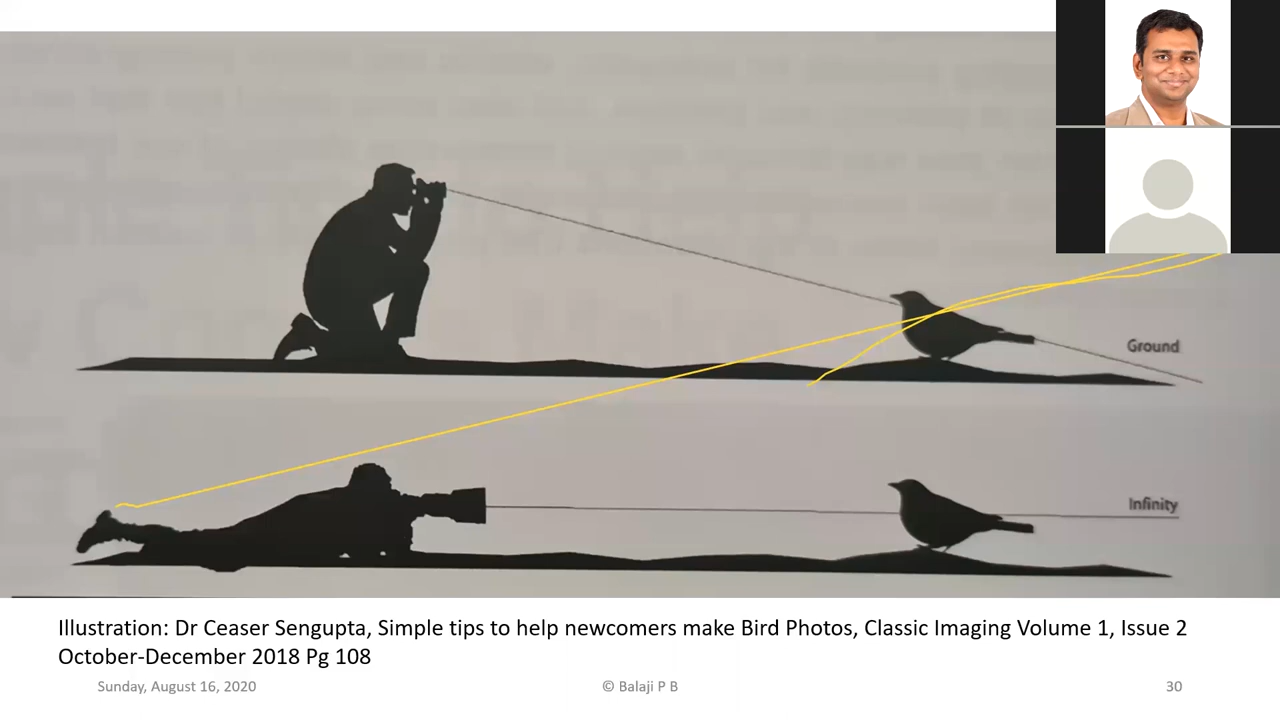 Ground
Infinity
Illustration: Dr Ceaser Sengupta, Simple tips to help newcomers make Bird Photos, Classic Imaging Volume 1, Issue 2
October-December 2018 Pg 108
Sunday, August 16, 2020 © Balaji P B 30